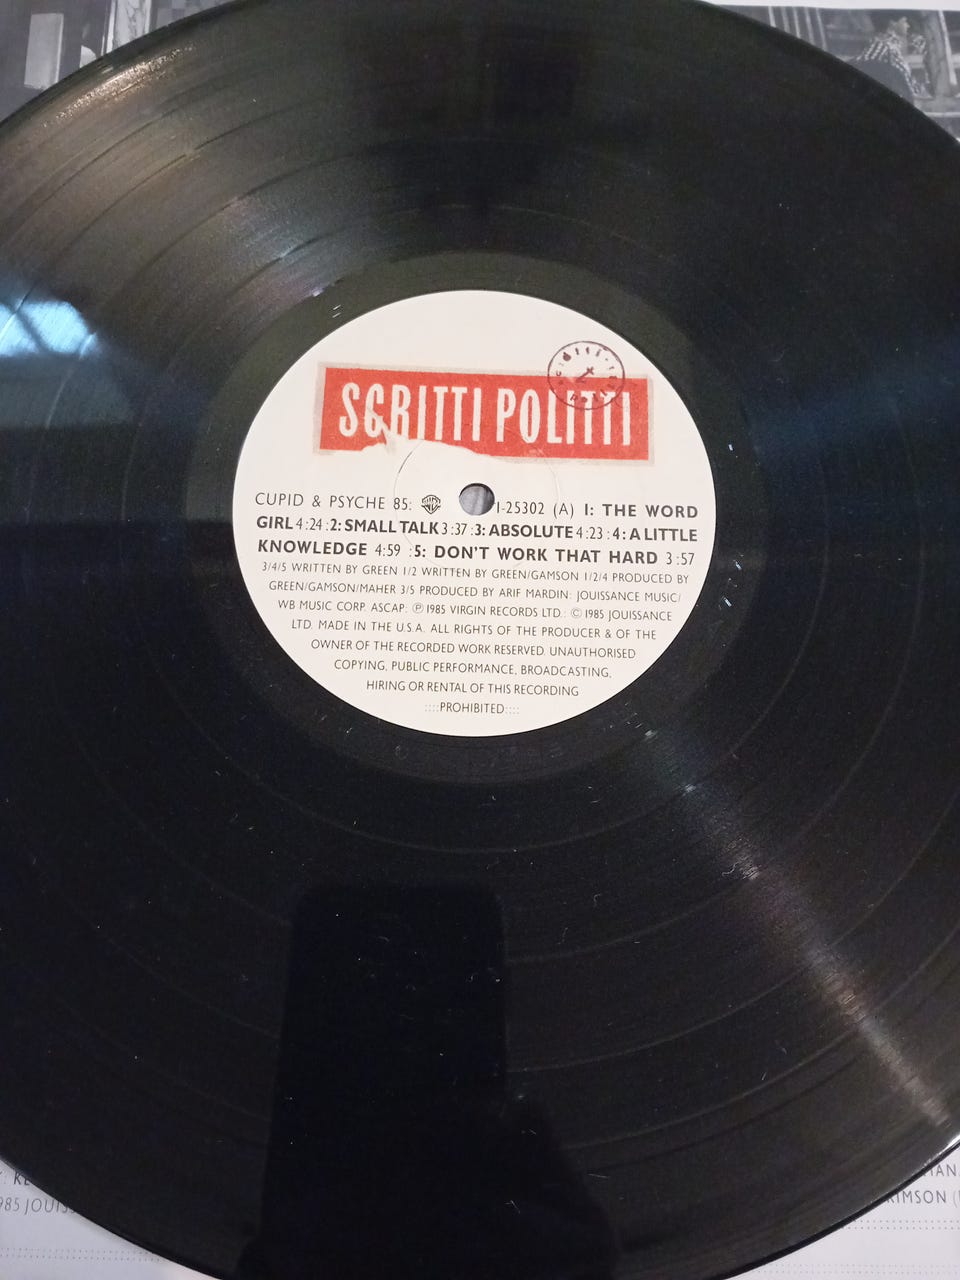 SCRITTI POLITTI
CUPID & PSYCHE 85: 1-25302 (A) 1: THE WORD
GIRL 4:24 :2: SMALL TALK 3:37 :3: ABSOLUTE 4:23 :4: A LITTLE
KNOWLEDGE 4:59 :5: DON'T WORK THAT HARD 3:57
3/4/5 WRITTEN BY GREEN 1/2 WRITTEN BY GREEN/GAMSON 1/2/4 PRODUCED BY
GREEN/GAMSON/MAHER 3/5 PRODUCED BY ARIF MARDIN: JOUISSANCE MUSIC/
WB MUSIC CORP. ASCAP. ℗ 1985 VIRGIN RECORDS LTD.: © 1985 JOUISSANCE
LTD. MADE IN THE U.S.A. ALL RIGHTS OF THE PRODUCER & OF THE
OWNER OF THE RECORDED WORK RESERVED. UNAUTHORISED
COPYING, PUBLIC PERFORMANCE, BROADCASTING,
HIRING OR RENTAL OF THIS RECORDING
::::PROHIBITED::::